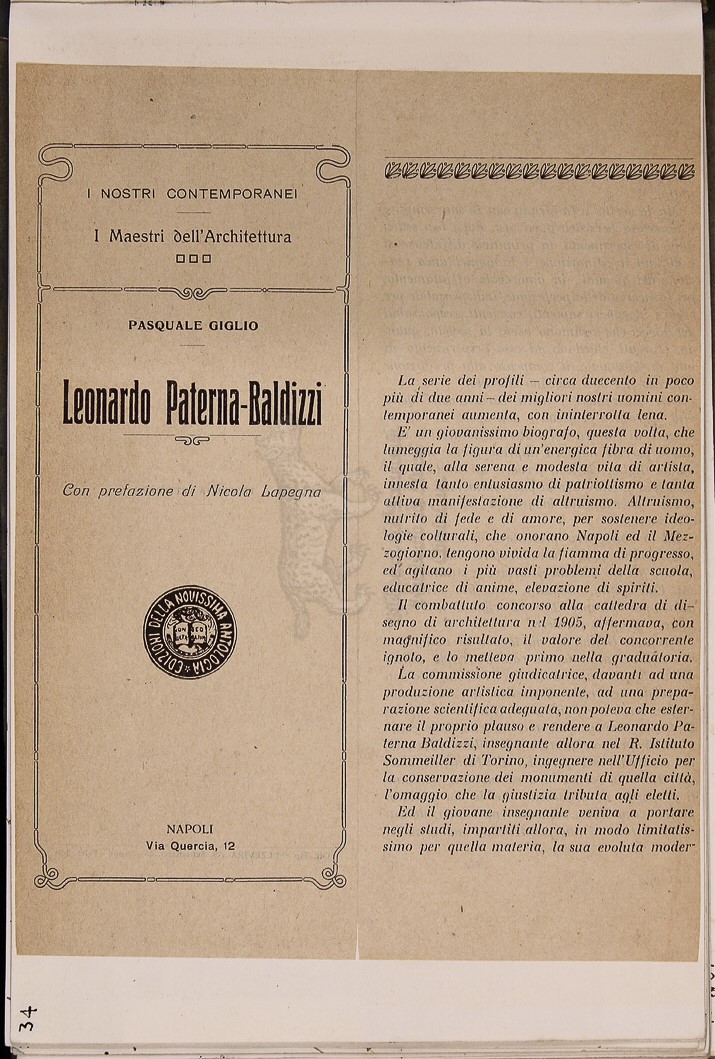 I NOSTRI CONTEMPORANEI
I Maestri dell'Architettura
PASQUALE GIGLIO
Leonardo Paterna-Baldizzi
Con prefazione di Nicola Lapegna
EDIZIONI DELLA NOVISSIMA ANTOLOGIA
NAPOLI
Via Quercia, 12
La serie dei profili – circa duecento in poco
più di due anni – dei migliori nostri uomini con-
temporanei aumenta, con ininterrotta lena.
E' un giovanissimo biografo, questa volta, che
lumeggia la figura di un'energica fibra di uomo,
il quale, alla serena e modesta vita di artista,
innesta tanto entusiasmo di patriottismo e tanta
attiva manifestazione di altruismo. Altruismo,
nutrito di fede e di amore, per sostenere ideo-
logie colturali, che onorano Napoli ed il Mez-
zogiorno, tengono vivida la fiamma di progresso,
ed agitano i più vasti problemi della scuola,
educatrice di anime, elevazione di spiriti.
Il combattuto concorso alla cattedra di di-
segno di architettura nel 1905, affermava, con
magnifico risultato, il valore del concorrente
ignoto, e lo metteva primo nella graduatoria.
La commissione giudicatrice, davanti ad una
produzione artistica imponente, ad una prepa-
razione scientifica adeguata, non poteva che ester-
nare il proprio plauso e rendere a Leonardo Pa-
terna Baldizzi, insegnante allora nel R. Istituto
Sommeiller di Torino, ingegnere nell'Ufficio per
la conservazione dei monumenti di quella città,
l'omaggio che la giustizia tributa agli eletti.
Ed il giovane insegnante veniva a portare
negli studi, impartiti allora, in modo limitatis-
simo per quella materia, la sua evoluta moder-
34